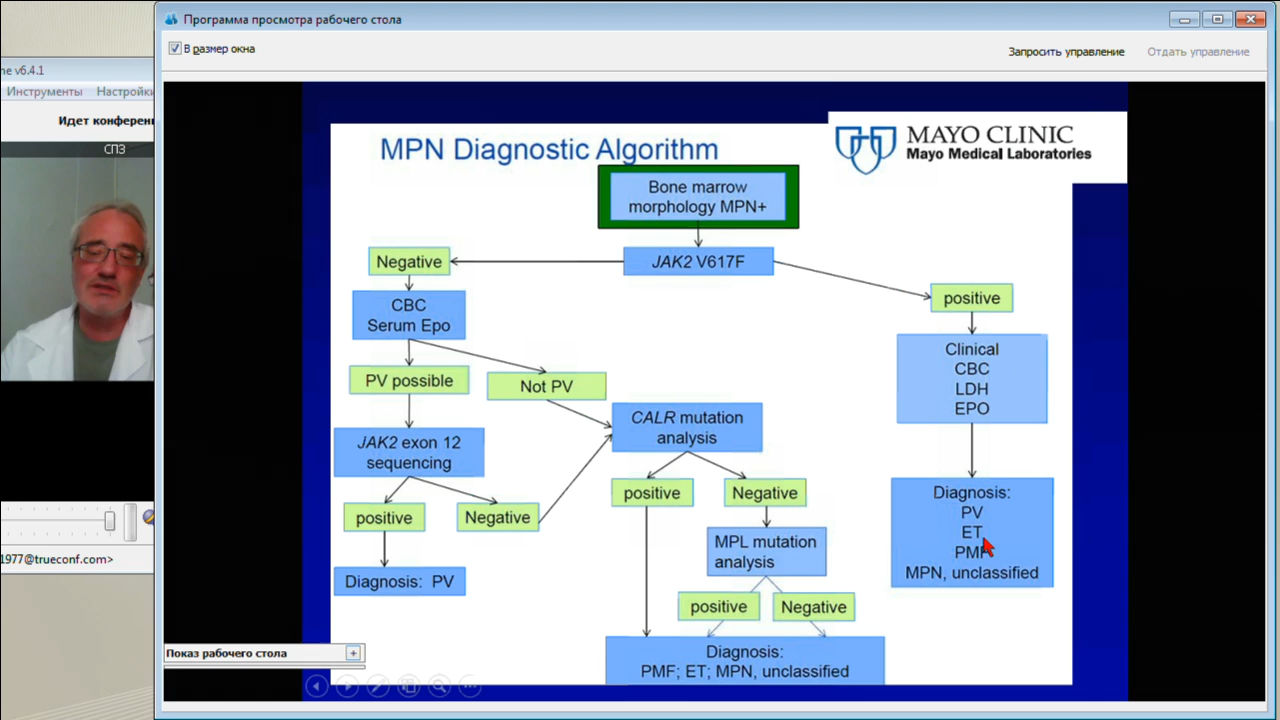 Программа просмотра рабочего стола
В размер окна
Запросить управление
Отдать управление
me v6.4.1
Инструменты
Настройки
Идет конферен
СПЗ
1977@trueconf.com>
MPN Diagnostic Algorithm
MAYO CLINIC
Mayo Medical Laboratories
Bone marrow
morphology MPN+
JAK2 V617F
Negative
positive
CBC
Serum Epo
Clinical
CBC
LDH
EPO
PV possible
Not PV
CALR mutation
analysis
JAK2 exon 12
sequencing
positive
Negative
positive
Negative
Diagnosis:
PV
ET
PMF
MPN, unclassified
MPL mutation
analysis
Diagnosis: PV
positive
Negative
Diagnosis:
PMF; ET; MPN, unclassified
Показ рабочего стола